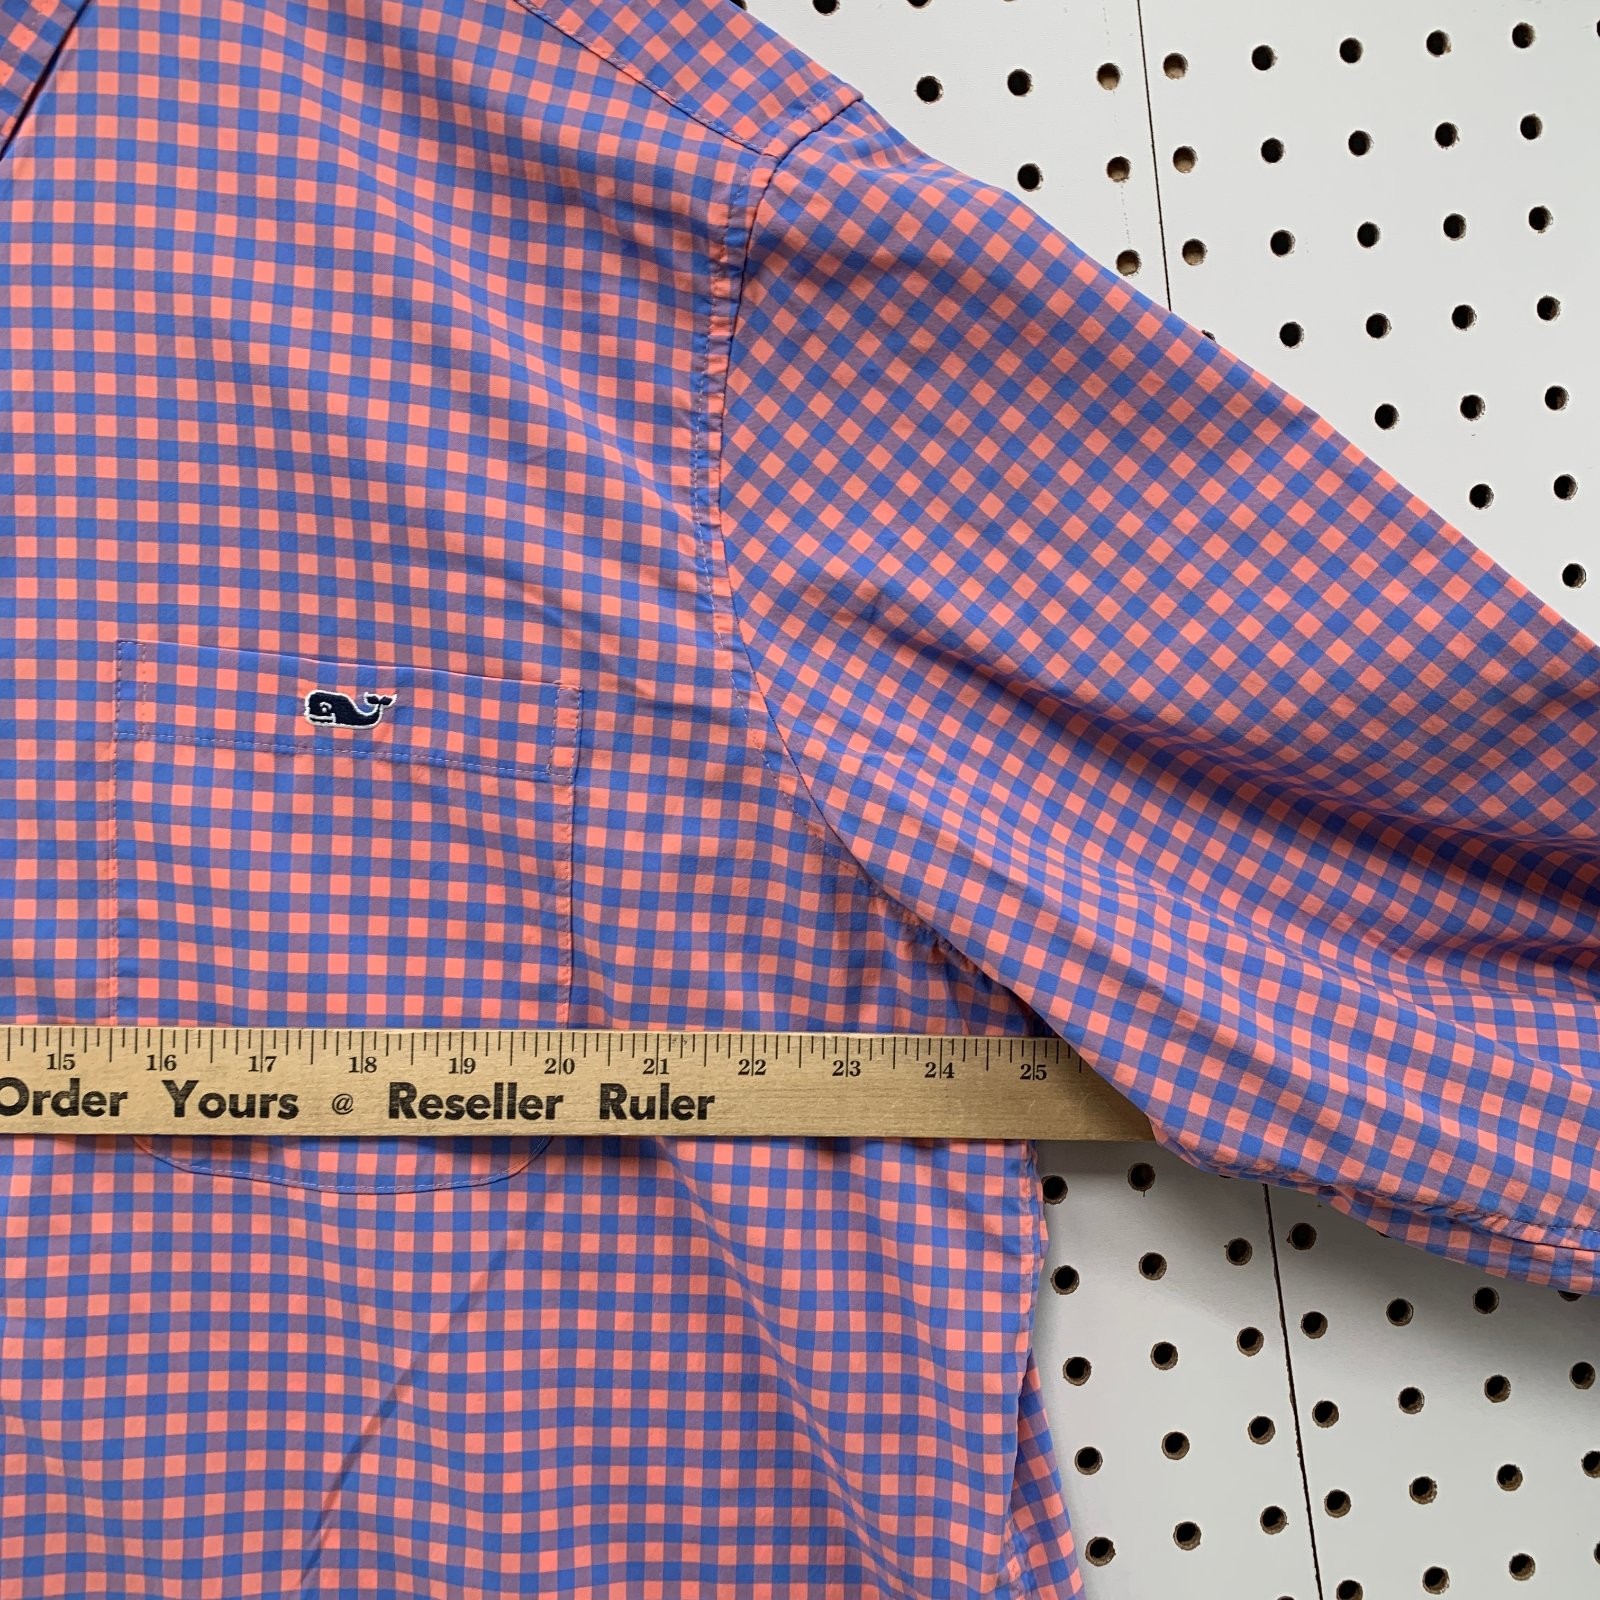 15 16 17 18 19 20 21 22 23 24 25
Order Yours @ Reseller Ruler